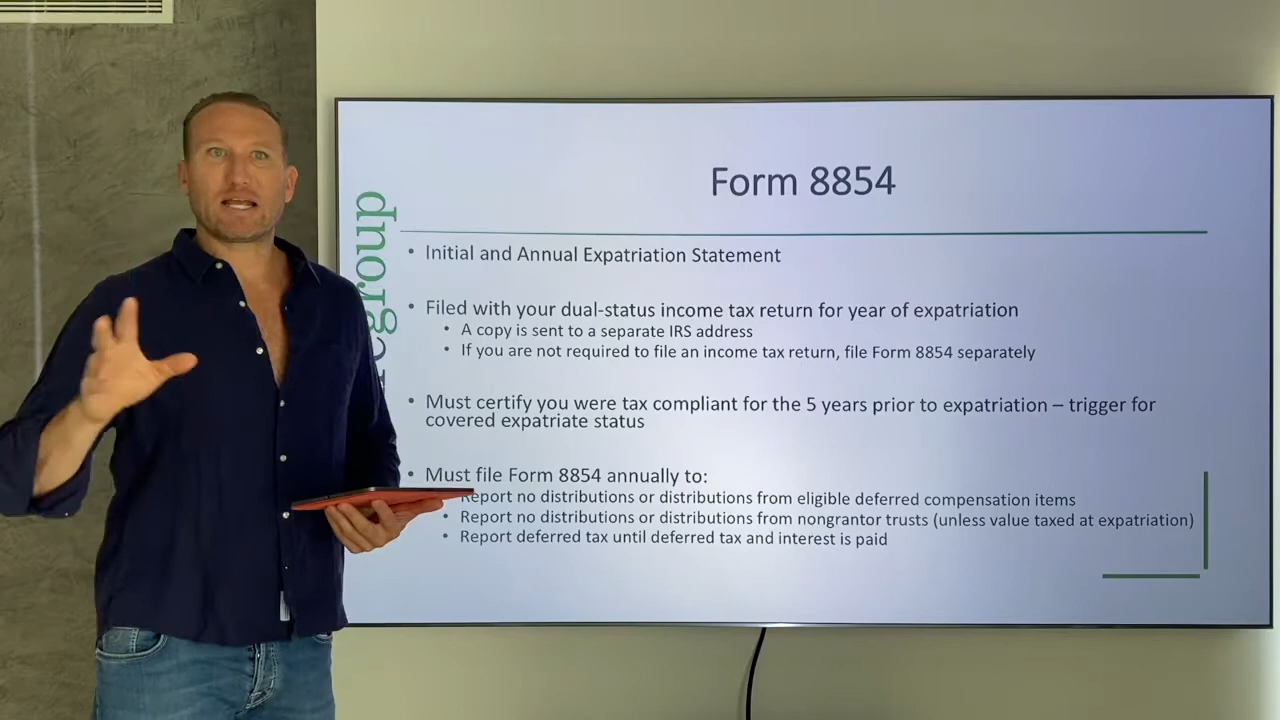 Form 8854
group
• Initial and Annual Expatriation Statement
• Filed with your dual-status income tax return for year of expatriation
• A copy is sent to a separate IRS address
• If you are not required to file an income tax return, file Form 8854 separately
• Must certify you were tax compliant for the 5 years prior to expatriation – trigger for
covered expatriate status
• Must file Form 8854 annually to:
Report no distributions or distributions from eligible deferred compensation items
• Report no distributions or distributions from nongrantor trusts (unless value taxed at expatriation)
• Report deferred tax until deferred tax and interest is paid